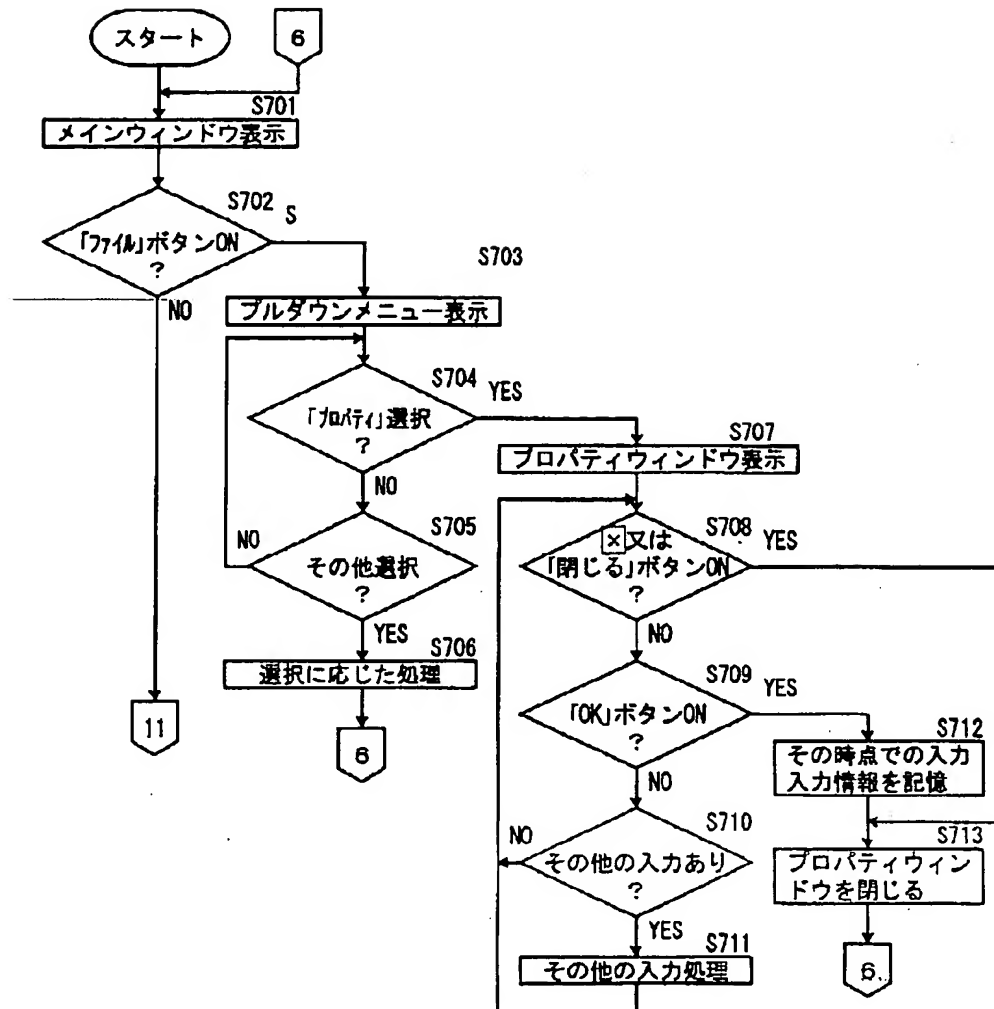 スタート
6
S701
メインウィンドウ表示
S702
S
「ファイル」ボタンON
?
NO
S703
プルダウンメニュー表示
S704
YES
「プロパティ」選択
?
NO
S707
プロパティウィンドウ表示
S705
NO
その他選択
?
YES
S706
選択に応じた処理
6
11
S708
YES
×又は
「閉じる」ボタンON
?
NO
S709
YES
「OK」ボタンON
?
NO
S712
その時点での入力
入力情報を記憶
S710
NO
その他の入力あり
?
YES
S713
プロパティウィン
ドウを閉じる
S711
その他の入力処理
6